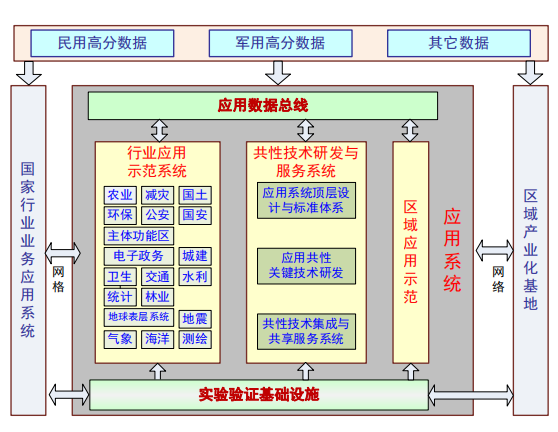 民用高分数据
军用高分数据
其它数据
应用数据总线
国家行业业务应用系统
网格
行业应用
示范系统
农业
减灾
国土
环保
公安
国安
主体功能区
电子政务
城建
卫生
交通
水利
统计
林业
地球表层系统
地震
气象
海洋
测绘
共性技术研发与
服务系统
应用系统顶层设
计与标准体系
应用共性
关键技术研发
共性技术集成与
共享服务系统
区域应用示范
应用系统
网络
区域产业化基地
实验验证基础设施